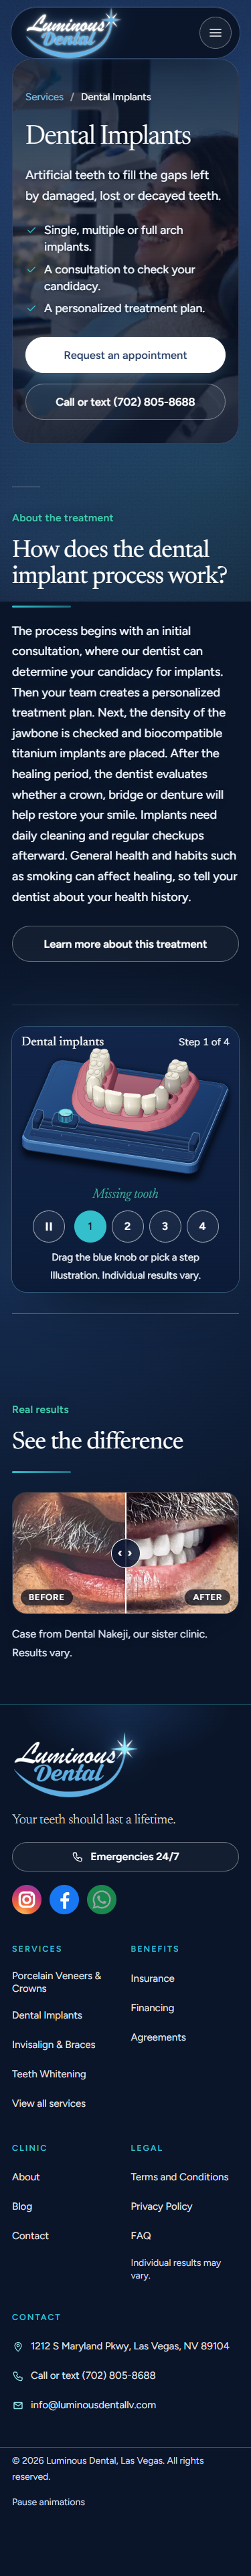 Luminous
Dental
Services / Dental Implants
Dental Implants
Artificial teeth to fill the gaps left
by damaged, lost or decayed teeth.
Single, multiple or full arch
implants.
A consultation to check your
candidacy.
A personalized treatment plan.
Request an appointment
Call or text (702) 805-8688
About the treatment
How does the dental
implant process work?
The process begins with an initial
consultation, where our dentist can
determine your candidacy for implants.
Then your team creates a personalized
treatment plan. Next, the density of the
jawbone is checked and biocompatible
titanium implants are placed. After the
healing period, the dentist evaluates
whether a crown, bridge or denture will
help restore your smile. Implants need
daily cleaning and regular checkups
afterward. General health and habits such
as smoking can affect healing, so tell your
dentist about your health history.
Learn more about this treatment
Dental implants
Step 1 of 4
Missing tooth
1
2
3
4
Drag the blue knob or pick a step
Illustration. Individual results vary.
Real results
See the difference
BEFORE
AFTER
Case from Dental Nakeji, our sister clinic.
Results vary.
Luminous
Dental
Your teeth should last a lifetime.
Emergencies 24/7
SERVICES
Porcelain Veneers &
Crowns
Dental Implants
Invisalign & Braces
Teeth Whitening
View all services
BENEFITS
Insurance
Financing
Agreements
CLINIC
About
Blog
Contact
LEGAL
Terms and Conditions
Privacy Policy
FAQ
Individual results may
vary.
CONTACT
1212 S Maryland Pkwy, Las Vegas, NV 89104
Call or text (702) 805-8688
info@luminousdentallv.com
© 2026 Luminous Dental, Las Vegas. All rights
reserved.
Pause animations